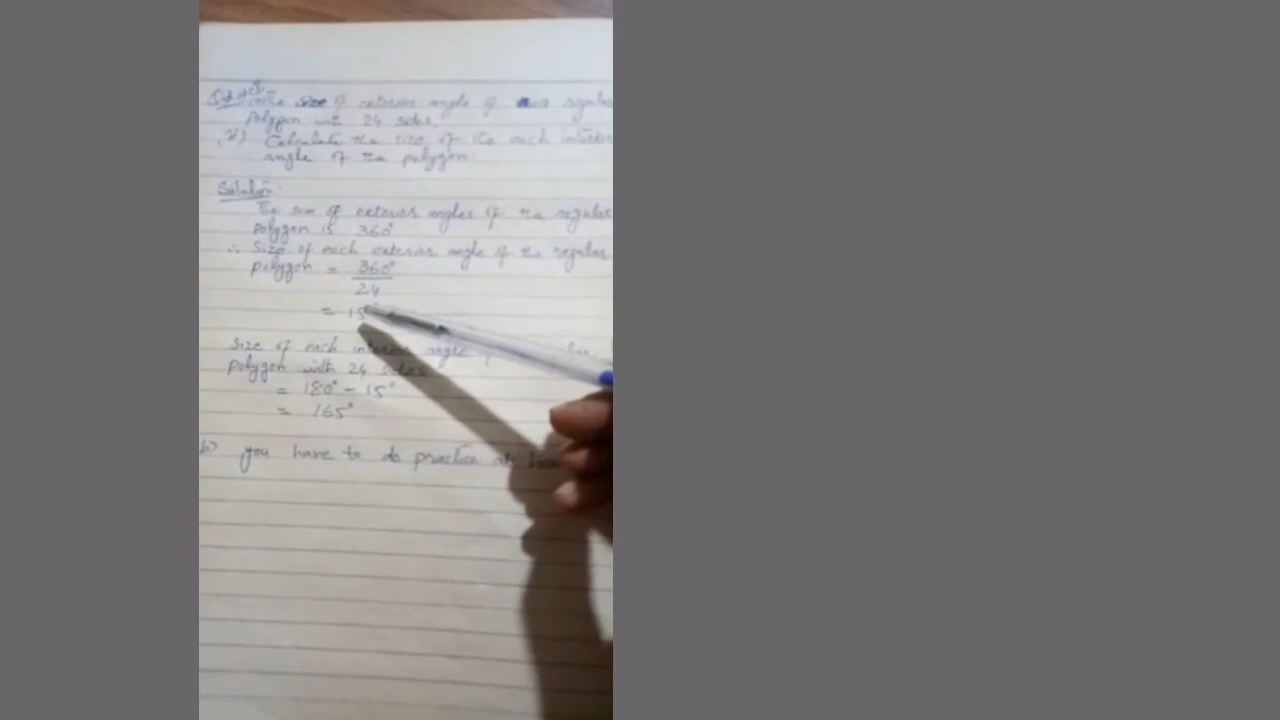 size of exterior angle of a regular
Polygon with 24 sides.
Calculate the size of the each interior
angle of the polygon.
Solution:
The sum of exterior angles of the regular
Polygon is 360°
∴ Size of each exterior angle of the regular
polygon = 360°
24
= 15°
Size of each interior angle
polygon with 24 sides
= 180° - 15°
= 165°
b) you have to do practice at